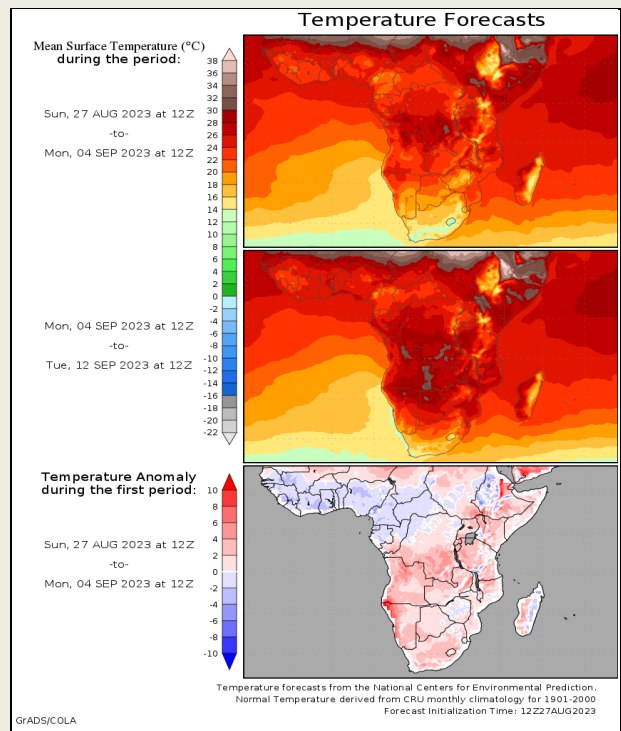 Temperature Forecasts
Mean Surface Temperature (°C)
during the period:
Sun, 27 AUG 2023 at 12Z
-to-
Mon, 04 SEP 2023 at 12Z
38
36
34
32
30
28
26
24
22
20
18
16
14
12
10
8
6
4
2
0
-2
-4
-6
-8
-10
-12
-14
-16
-18
-20
-22
Mon, 04 SEP 2023 at 12Z
-to-
Tue, 12 SEP 2023 at 12Z
Temperature Anomaly
during the first period:
Sun, 27 AUG 2023 at 12Z
-to-
Mon, 04 SEP 2023 at 12Z
10
8
6
4
2
0
-2
-4
-6
-8
-10
Temperature forecasts from the National Centers for Environmental Prediction.
Normal Temperature derived from CRU monthly climatology for 1901-2000
Forecast Initialization Time: 12Z27AUG2023
GrADS/COLA